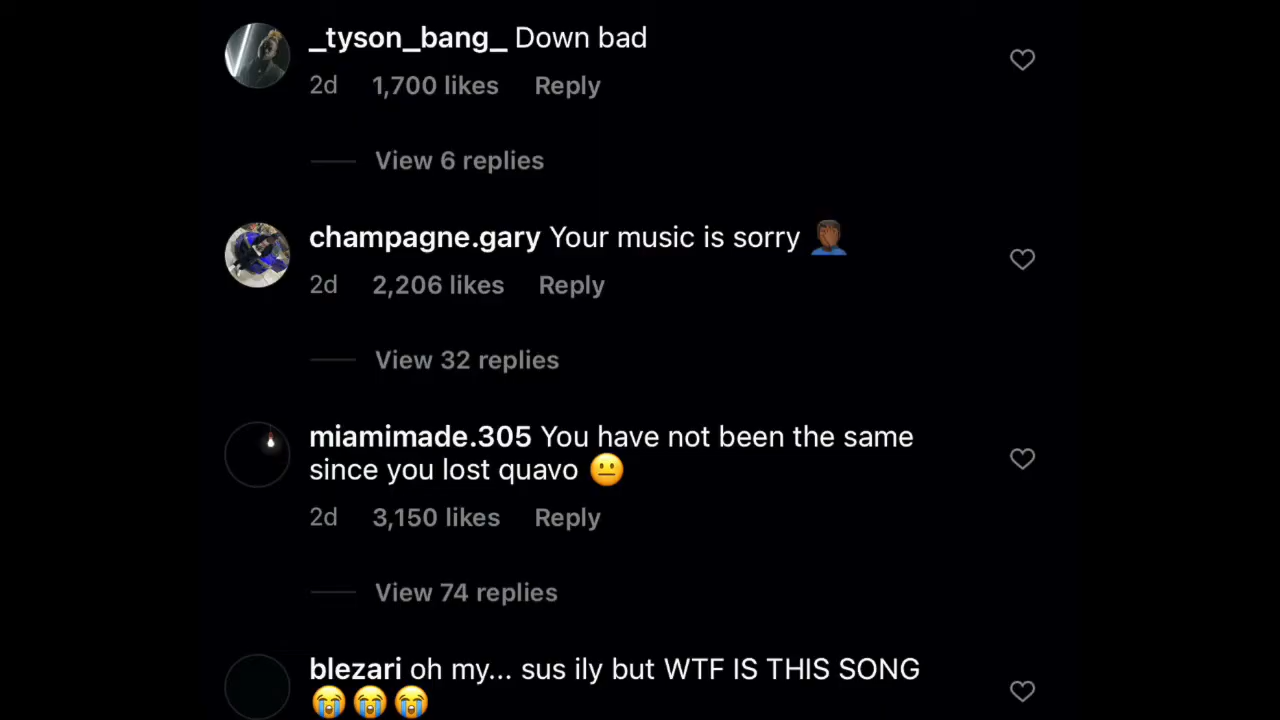 _tyson_bang_ Down bad
2d 1,700 likes Reply
View 6 replies
champagne.gary Your music is sorry 🤦🏾‍♂️
2d 2,206 likes Reply
View 32 replies
miamimade.305 You have not been the same
since you lost quavo 😐
2d 3,150 likes Reply
View 74 replies
blezari oh my... sus ily but WTF IS THIS SONG
😭😭😭